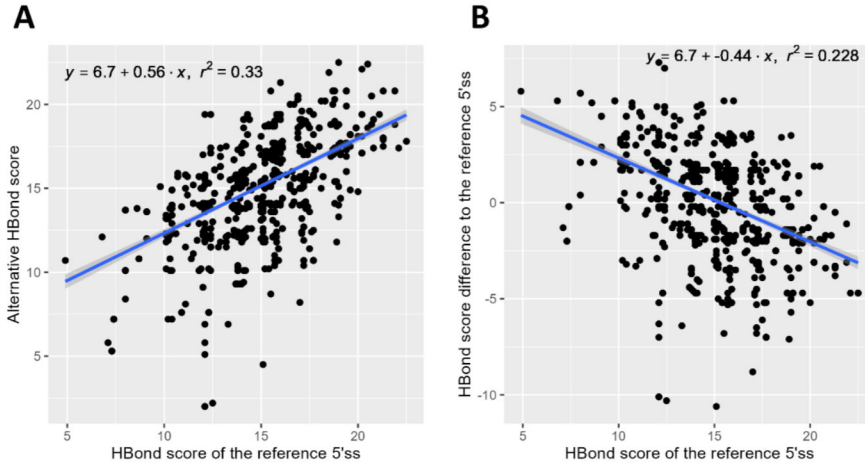 A
y = 6.7 + 0.56 · x, r² = 0.33
Alternative HBond score
20
15
10
5
5 10 15 20
HBond score of the reference 5'ss
B
y = 6.7 + -0.44 · x, r² = 0.228
HBond score difference to the reference 5'ss
5
0
-5
-10
5 10 15 20
HBond score of the reference 5'ss